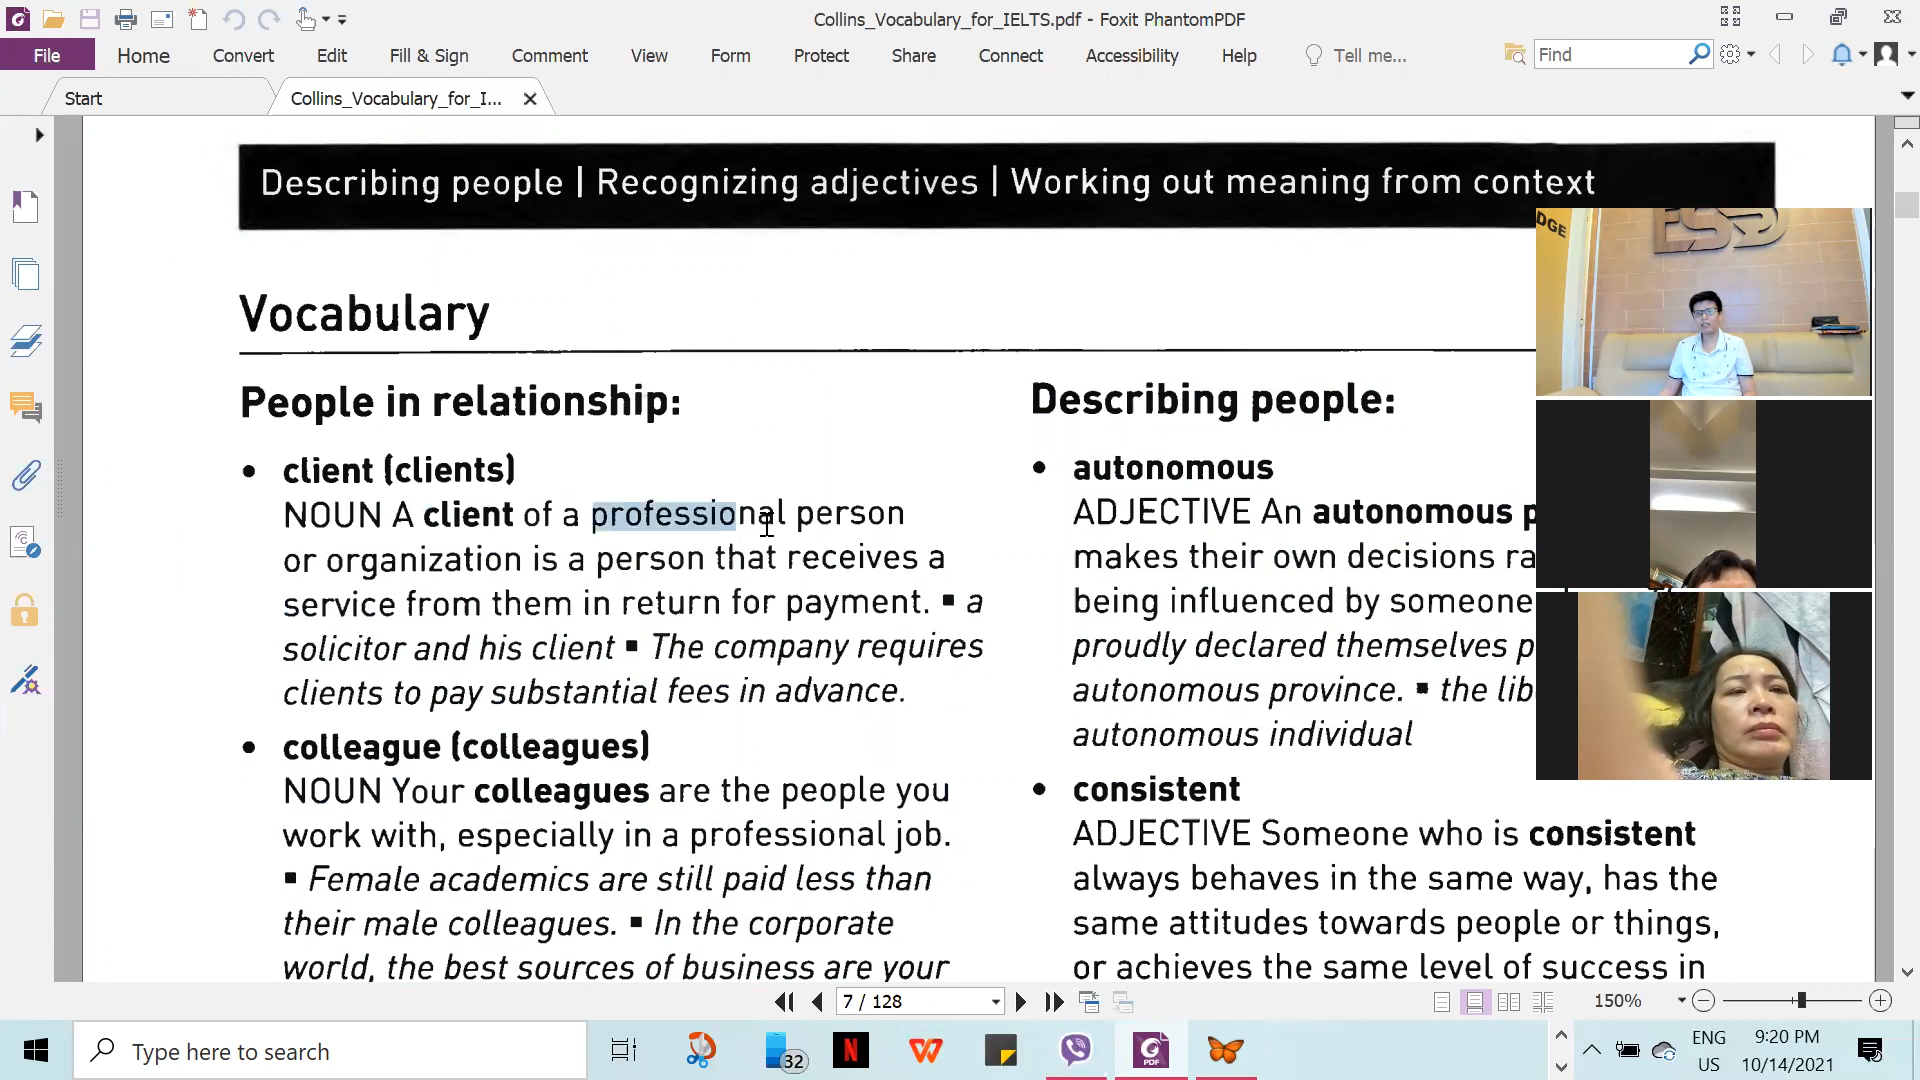 Collins_Vocabulary_for_IELTS.pdf - Foxit PhantomPDF
File Home Convert Edit Fill & Sign Comment View Form Protect Share Connect Accessibility Help Tell me... Find
Start Collins_Vocabulary_for_I...
Describing people | Recognizing adjectives | Working out meaning from context
Vocabulary
People in relationship:
• client (clients)
NOUN A client of a professional person
or organization is a person that receives a
service from them in return for payment. ▪ a
solicitor and his client ▪ The company requires
clients to pay substantial fees in advance.
• colleague (colleagues)
NOUN Your colleagues are the people you
work with, especially in a professional job.
▪ Female academics are still paid less than
their male colleagues. ▪ In the corporate
world, the best sources of business are your
Describing people:
• autonomous
ADJECTIVE An autonomous p
makes their own decisions ra
being influenced by someone
proudly declared themselves p
autonomous province. ▪ the lib
autonomous individual
• consistent
ADJECTIVE Someone who is consistent
always behaves in the same way, has the
same attitudes towards people or things,
or achieves the same level of success in
DGE
ESD
7 / 128
150%
Type here to search
32
N
W
PDF
ENG
US
9:20 PM
10/14/2021